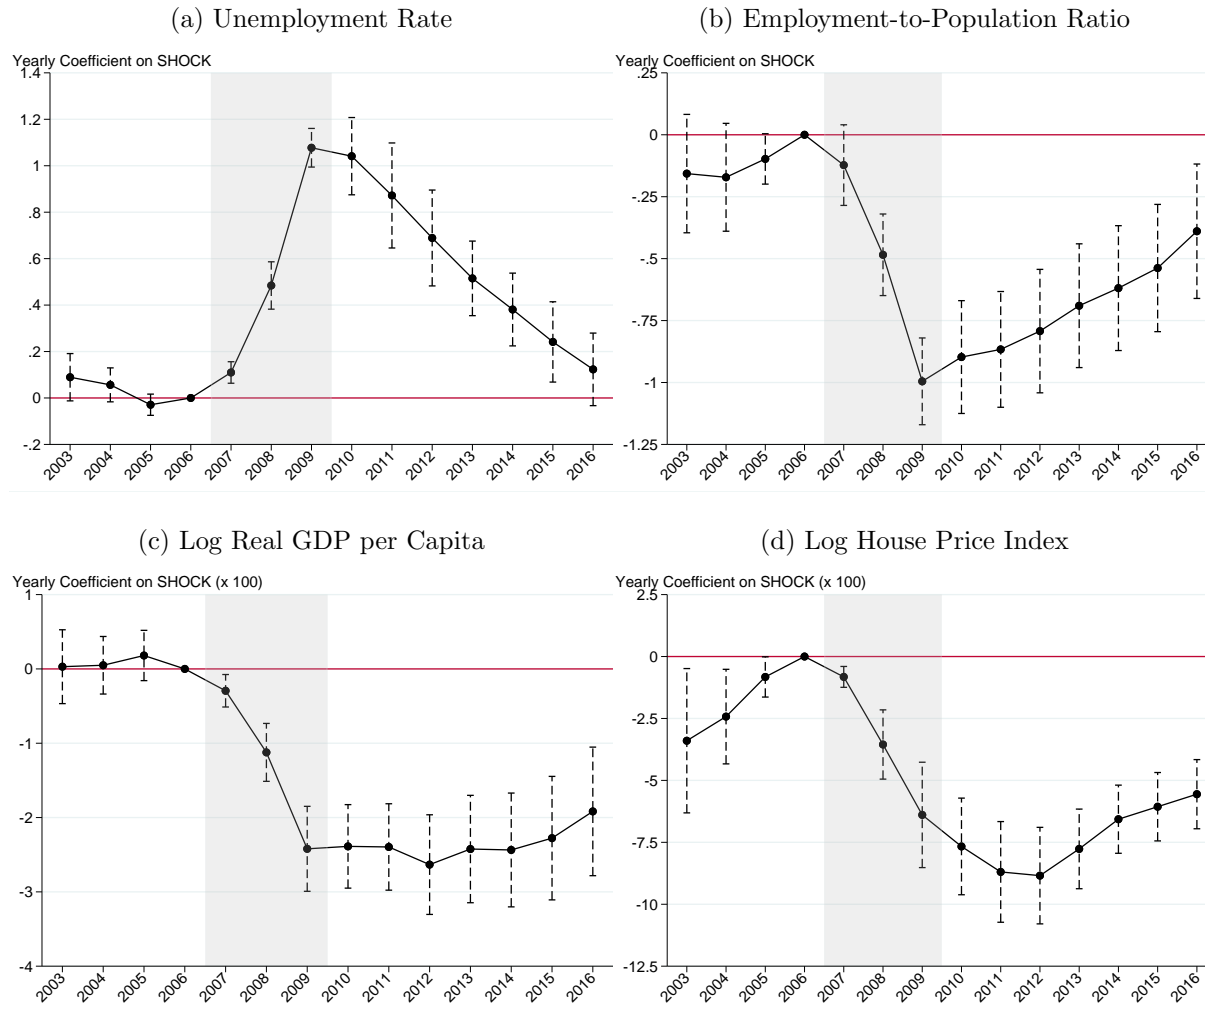 (a) Unemployment Rate
Yearly Coefficient on SHOCK
1.4
1.2
1
.8
.6
.4
.2
0
-.2
2003 2004 2005 2006 2007 2008 2009 2010 2011 2012 2013 2014 2015 2016
(b) Employment-to-Population Ratio
Yearly Coefficient on SHOCK
.25
0
-.25
-.5
-.75
-1
-1.25
2003 2004 2005 2006 2007 2008 2009 2010 2011 2012 2013 2014 2015 2016
(c) Log Real GDP per Capita
Yearly Coefficient on SHOCK (x 100)
1
0
-1
-2
-3
-4
2003 2004 2005 2006 2007 2008 2009 2010 2011 2012 2013 2014 2015 2016
(d) Log House Price Index
Yearly Coefficient on SHOCK (x 100)
2.5
0
-2.5
-5
-7.5
-10
-12.5
2003 2004 2005 2006 2007 2008 2009 2010 2011 2012 2013 2014 2015 2016